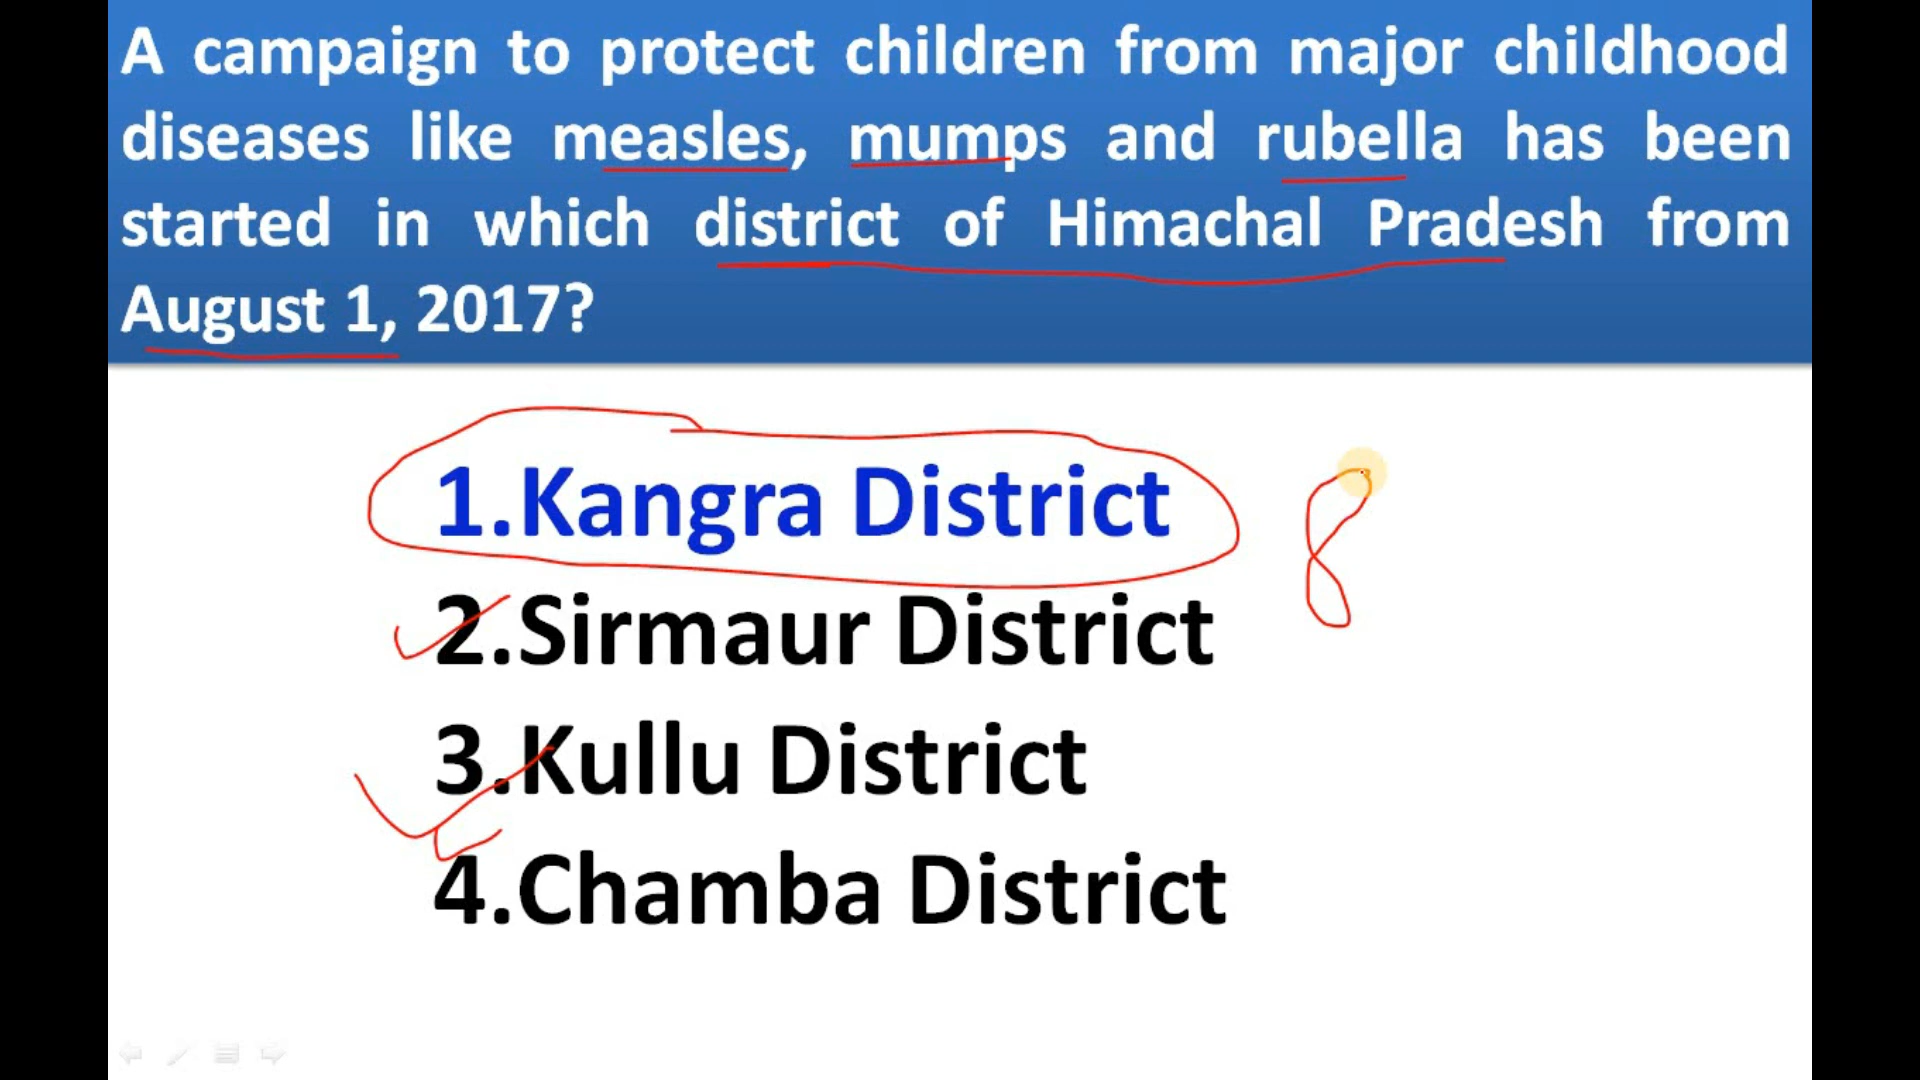 A campaign to protect children from major childhood
diseases like measles, mumps and rubella has been
started in which district of Himachal Pradesh from
August 1, 2017?
1.Kangra District
8
2.Sirmaur District
3.Kullu District
4.Chamba District